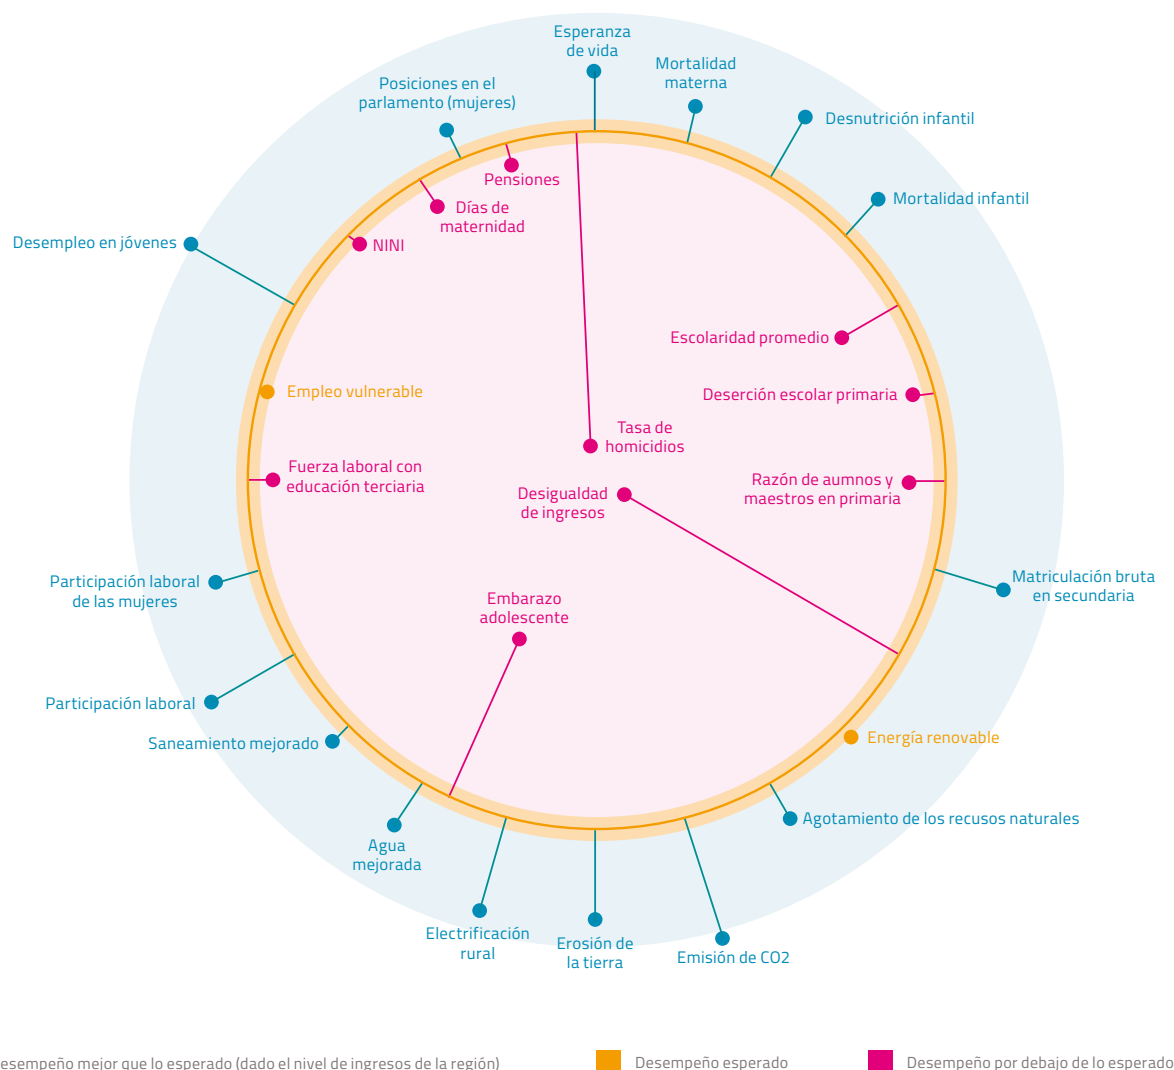 Esperanza
de vida
Mortalidad
materna
Posiciones en el
parlamento (mujeres)
Desnutrición infantil
Pensiones
Mortalidad infantil
Días de
maternidad
Desempleo en jóvenes
NINI
Escolaridad promedio
Empleo vulnerable
Deserción escolar primaria
Tasa de
homicidios
Fuerza laboral con
educación terciaria
Razón de aumnos y
maestros en primaria
Desigualdad
de ingresos
Participación laboral
de las mujeres
Matriculación bruta
en secundaria
Embarazo
adolescente
Participación laboral
Saneamiento mejorado
Energía renovable
Agotamiento de los recusos naturales
Agua
mejorada
Electrificación
rural
Erosión de
la tierra
Emisión de CO2
esempeño mejor que lo esperado (dado el nivel de ingresos de la región)
Desempeño esperado
Desempeño por debajo de lo esperado